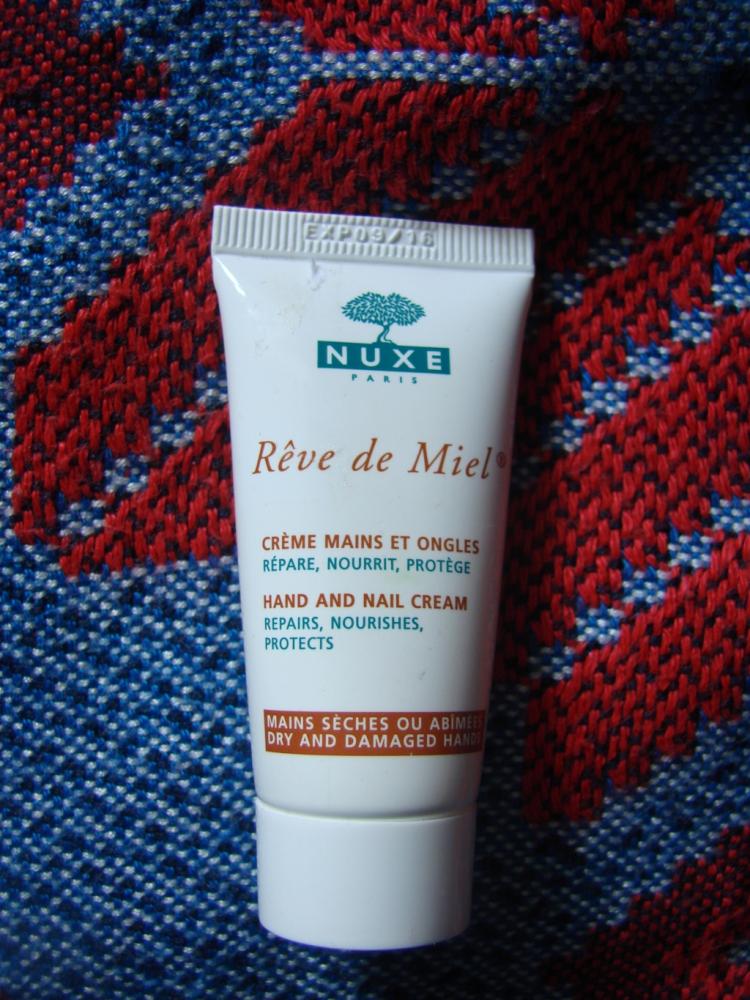 EXP09/16
NUXE
PARIS
Rêve de Miel®
CRÈME MAINS ET ONGLES
RÉPARE, NOURRIT, PROTÈGE
HAND AND NAIL CREAM
REPAIRS, NOURISHES,
PROTECTS
MAINS SÈCHES OU ABÎMÉES
DRY AND DAMAGED HANDS